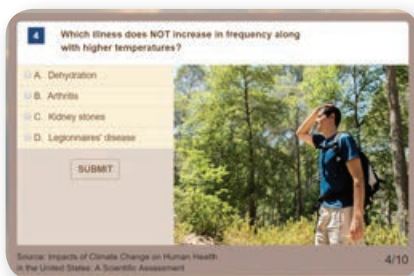 4
Which illness does NOT increase in frequency along
with higher temperatures?
A. Dehydration
B. Arthritis
C. Kidney stones
D. Legionnaires' disease
SUBMIT
Source: Impacts of Climate Change on Human Health
in the United States: A Scientific Assessment
4/10